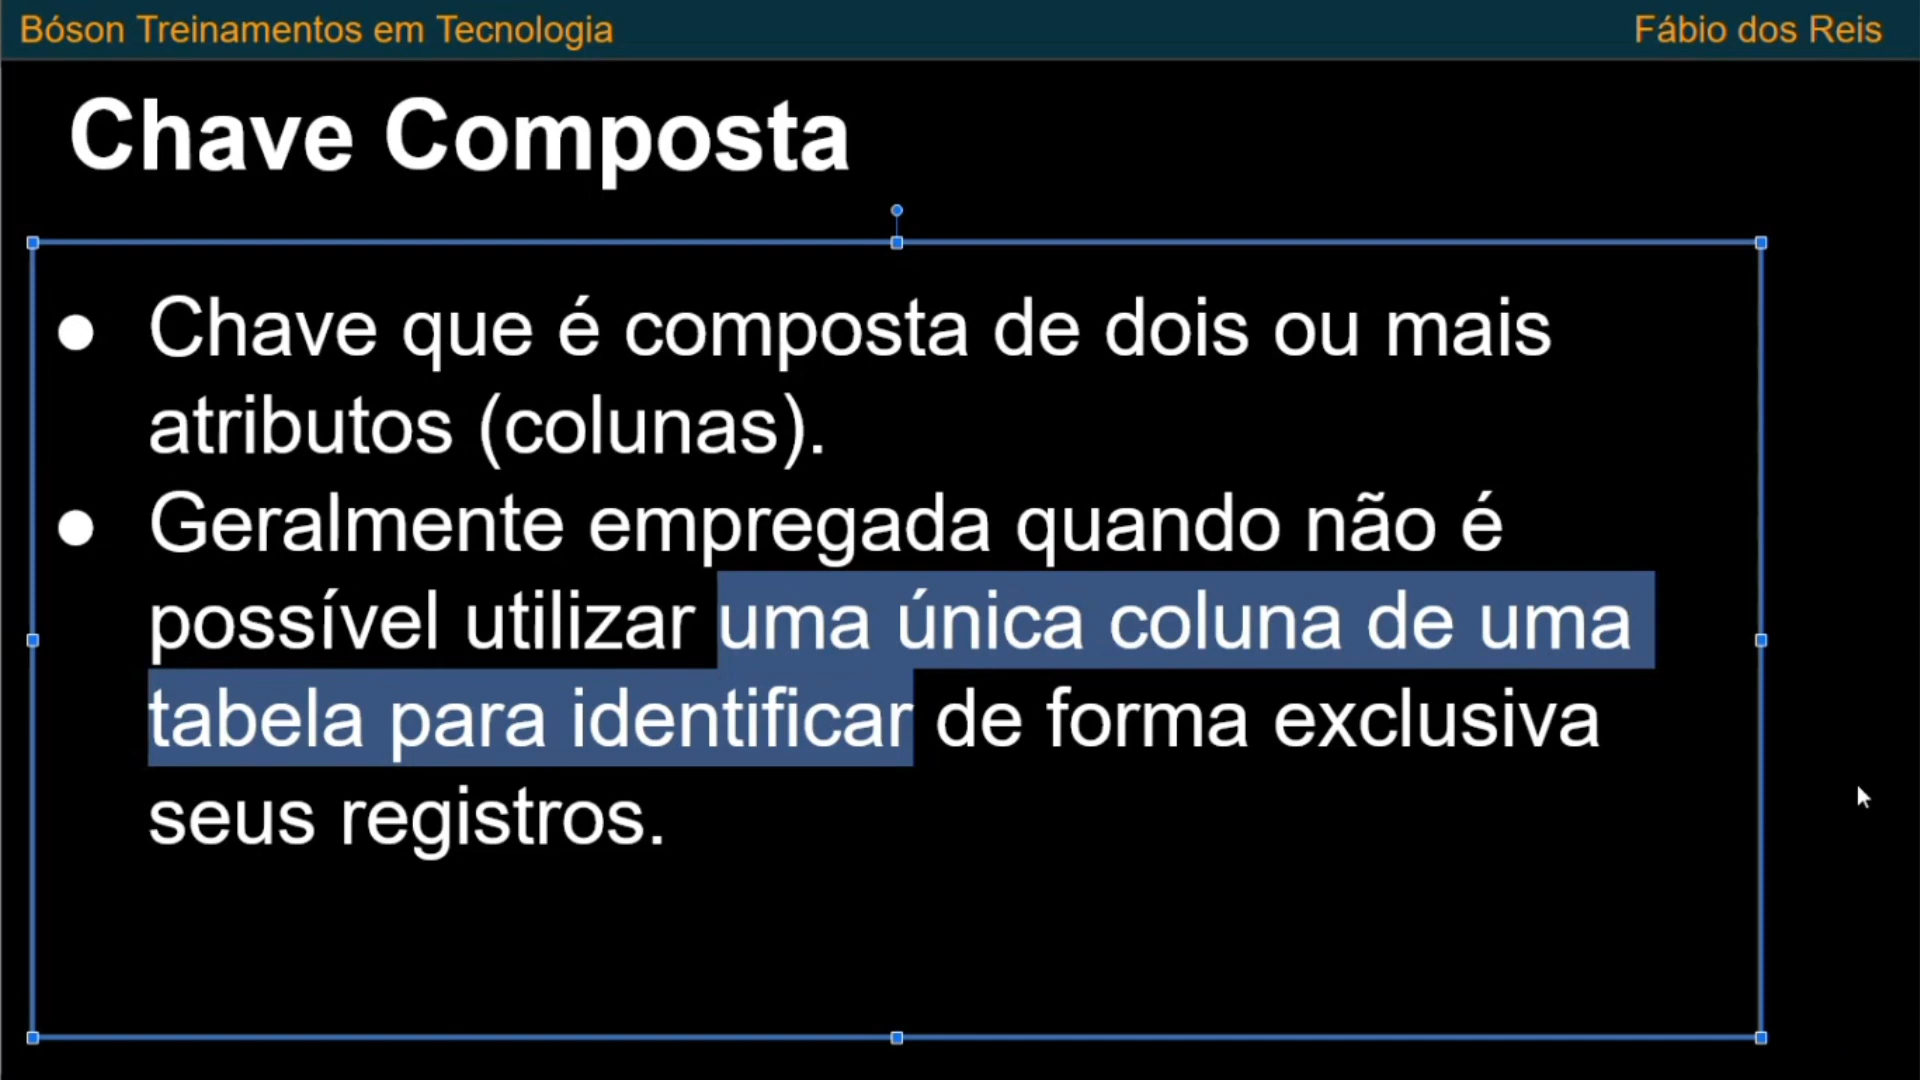 Bóson Treinamentos em Tecnologia
Fábio dos Reis
Chave Composta
● Chave que é composta de dois ou mais
atributos (colunas).
● Geralmente empregada quando não é
possível utilizar uma única coluna de uma
tabela para identificar de forma exclusiva
seus registros.